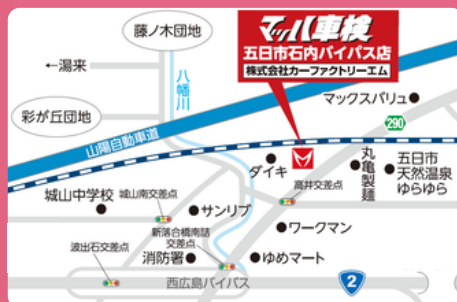 藤ノ木団地
マッハ車検
五日市石内バイパス店
株式会社カーファクトリーエム
←湯来
八幡川
マックスバリュ
彩が丘団地
290
山陽自動車道
ダイキ
丸亀製麺
五日市
天然温泉
ゆらゆら
城山中学校
城山南交差点
高井交差点
サンリブ
新落合橋南詰
交差点
ワークマン
波出石交差点
消防署
ゆめマート
西広島バイパス
2